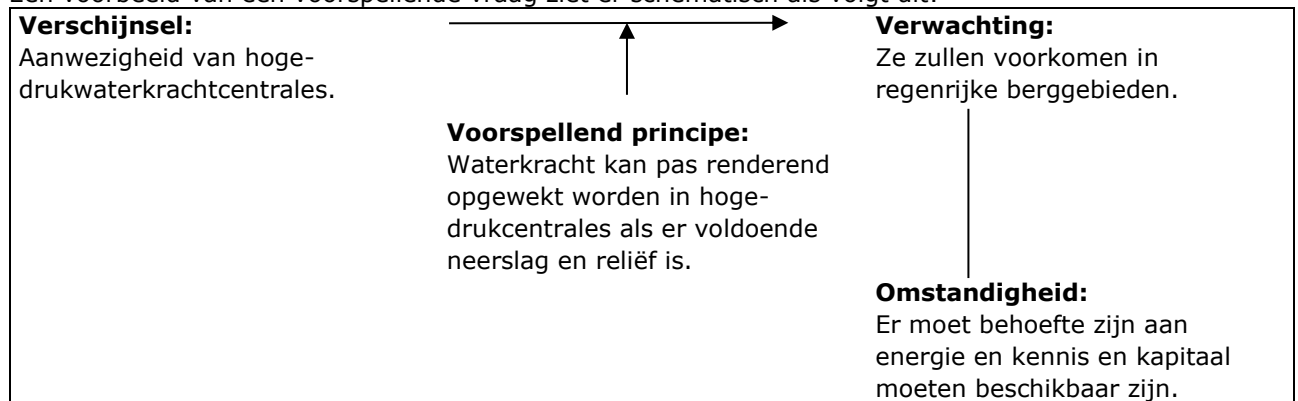 Verschijnsel:
Aanwezigheid van hoge-
drukwaterkrachtcentrales.
Voorspellend principe:
Waterkracht kan pas renderend
opgewekt worden in hoge-
drukcentrales als er voldoende
neerslag en reliëf is.
Verwachting:
Ze zullen voorkomen in
regenrijke berggebieden.
Omstandigheid:
Er moet behoefte zijn aan
energie en kennis en kapitaal
moeten beschikbaar zijn.